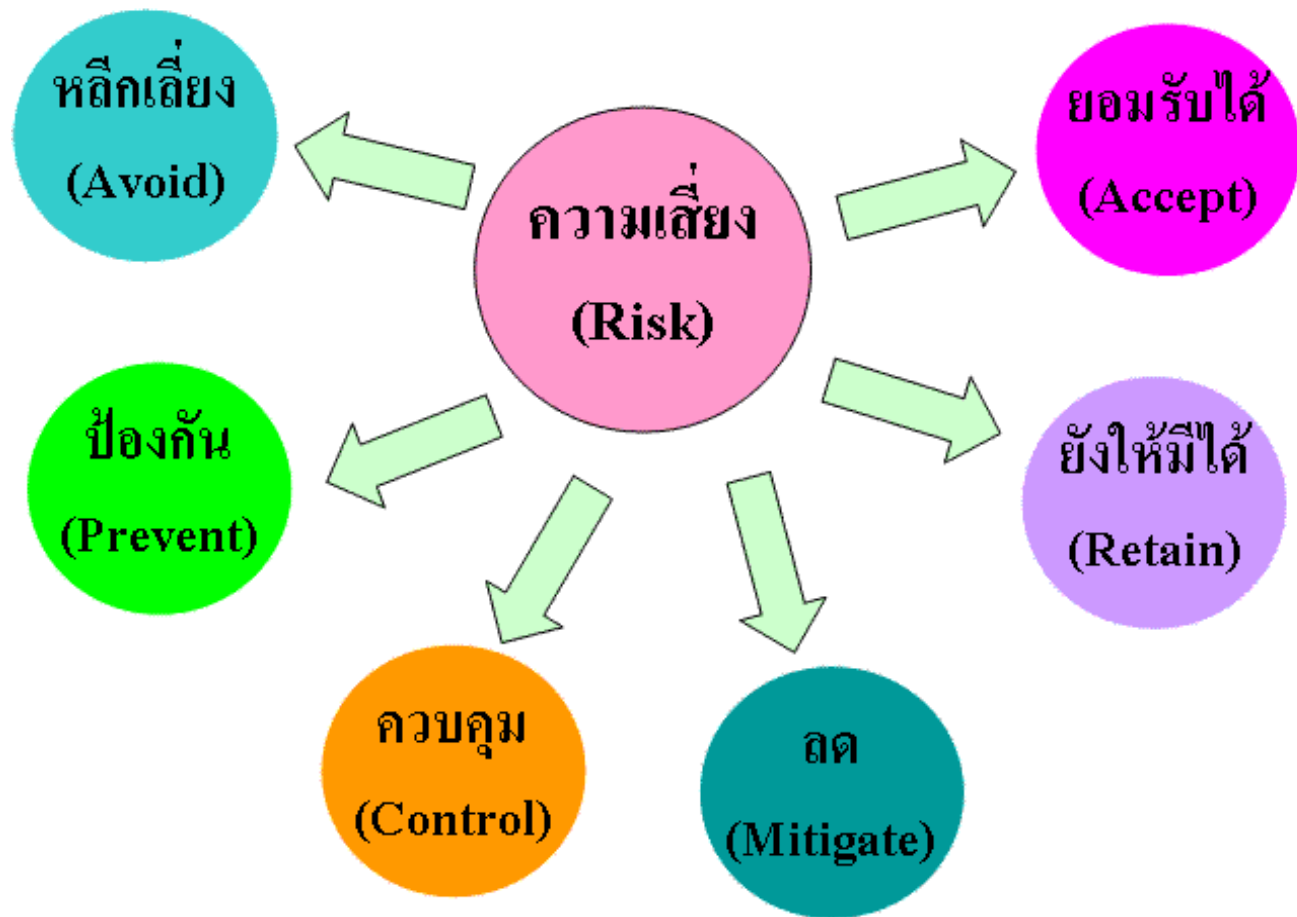 ความเสี่ยง
(Risk)
หลีกเลี่ยง
(Avoid)
ป้องกัน
(Prevent)
ควบคุม
(Control)
ลด
(Mitigate)
ยังให้มีได้
(Retain)
ยอมรับได้
(Accept)